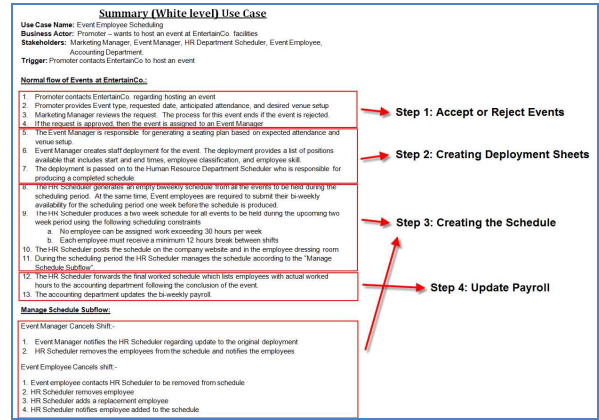 Summary (White level) Use Case
Use Case Name: Event Employee Scheduling
Business Actor: Promoter – wants to host an event at EntertainCo. facilities
Stakeholders: Marketing Manager, Event Manager, HR Department Scheduler, Event Employee,
Accounting Department.
Trigger: Promoter contacts EntertainCo to host an event
Normal flow of Events at EntertainCo.:
1. Promoter contacts EntertainCo. regarding hosting an event
2. Promoter provides Event type, requested date, anticipated attendance, and desired venue setup
3. Marketing Manager reviews the request. The process for this event ends if the event is rejected.
4. If the request is approved, then the event is assigned to an Event Manager
Step 1: Accept or Reject Events
5. The Event Manager is responsible for generating a seating plan based on expected attendance and
venue setup.
6. Event Manager creates staff deployment for the event. The deployment provides a list of positions
available that includes start and end times, employee classification, and employee skill.
7. The deployment is passed on to the Human Resource Department Scheduler who is responsible for
producing a completed schedule.
Step 2: Creating Deployment Sheets
8. The HR Scheduler generates an empty biweekly schedule from all the events to be held during the
scheduling period. At the same time, Event employees are required to submit their bi-weekly
availability for the scheduling period one week before the schedule is produced.
9. The HR Scheduler produces a two week schedule for all events to be held during the upcoming two
week period using the following scheduling constraints
a. No employee can be assigned work exceeding 30 hours per week
b. Each employee must receive a minimum 12 hours break between shifts
10. The HR Scheduler posts the schedule on the company website and in the employee dressing room
11. During the scheduling period the HR Scheduler manages the schedule according to the "Manage
Schedule Subflow".
Step 3: Creating the Schedule
12. The HR Scheduler forwards the final worked schedule which lists employees with actual worked
hours to the accounting department following the conclusion of the event.
13. The accounting department updates the bi-weekly payroll.
Step 4: Update Payroll
Manage Schedule Subflow:
Event Manager Cancels Shift:-
1. Event Manager notifies the HR Scheduler regarding update to the original deployment
2. HR Scheduler removes the employees from the schedule and notifies the employees
Event Employee Cancels shift:-
1. Event employee contacts HR Scheduler to be removed from schedule
2. HR Scheduler removes employee
3. HR Scheduler adds a replacement employee
4. HR Scheduler notifies employee added to the schedule